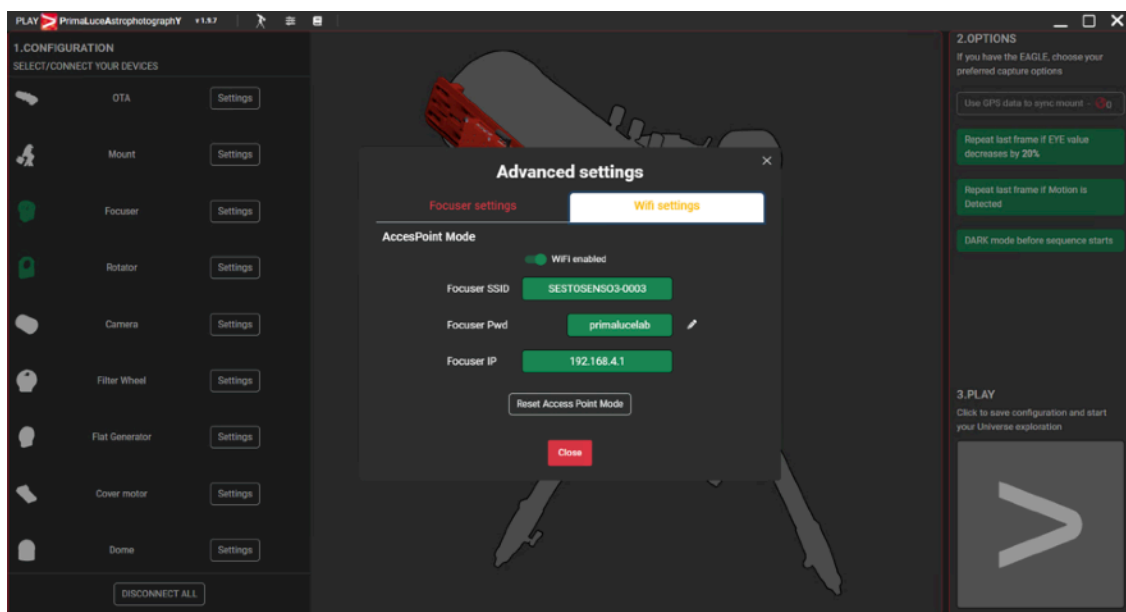 PLAY PrimaLuceAstrophotographY v1.9.7
1.CONFIGURATION
SELECT/CONNECT YOUR DEVICES
OTA Settings
Mount Settings
Focuser Settings
Rotator Settings
Camera Settings
Filter Wheel Settings
Flat Generator Settings
Cover motor Settings
Dome Settings
DISCONNECT ALL
Advanced settings
Focuser settings Wifi settings
AccesPoint Mode
WiFi enabled
Focuser SSID SESTOSENSO3-0003
Focuser Pwd primalucelab
Focuser IP 192.168.4.1
Reset Access Point Mode
Close
2.OPTIONS
If you have the EAGLE, choose your
preferred capture options
Use GPS data to sync mount -
Repeat last frame if EYE value
decreases by 20%
Repeat last frame if Motion is
Detected
DARK mode before sequence starts
3.PLAY
Click to save configuration and start
your Universe exploration